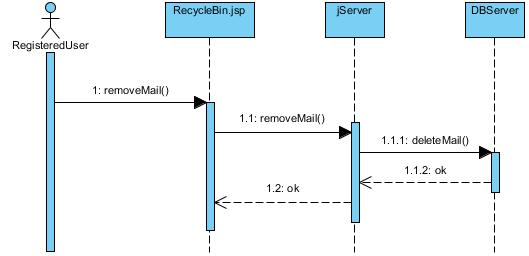 RecycleBin.jsp
jServer
DBServer
RegisteredUser
1: removeMail()
1.1: removeMail()
1.1.1: deleteMail()
1.1.2: ok
1.2: ok